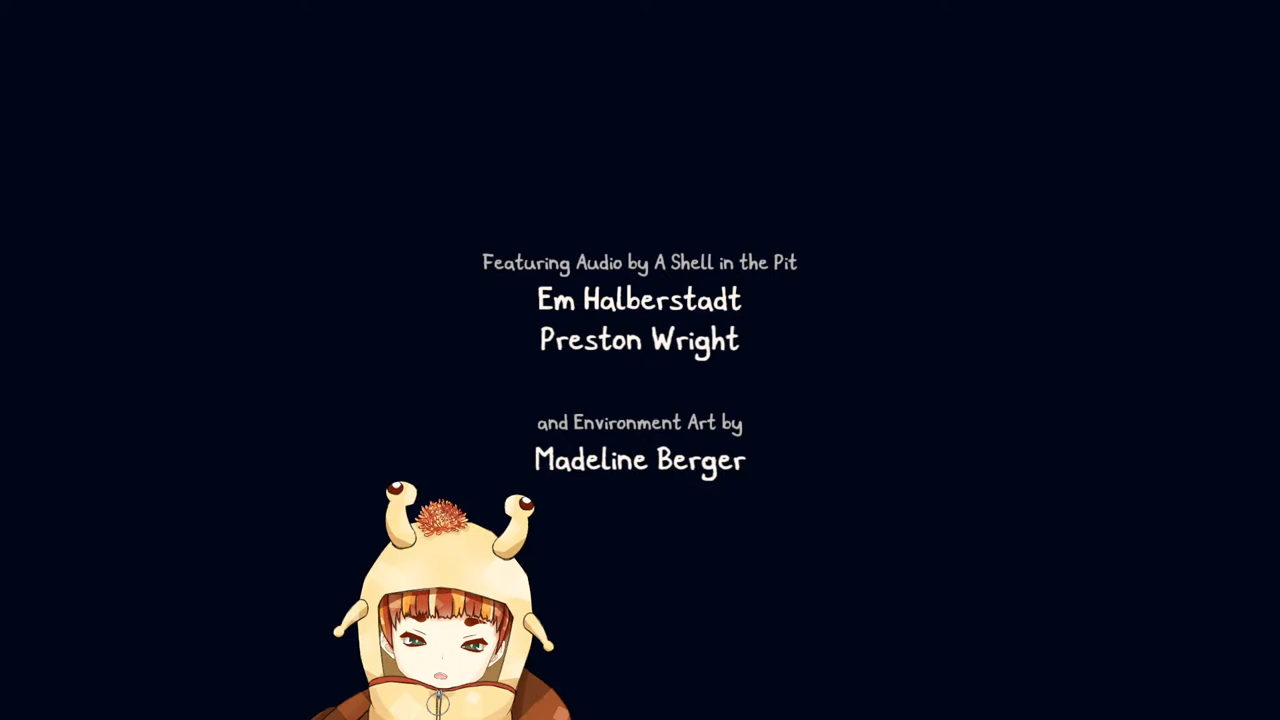 Featuring Audio by A Shell in the Pit
Em Halberstadt
Preston Wright
and Environment Art by
Madeline Berger